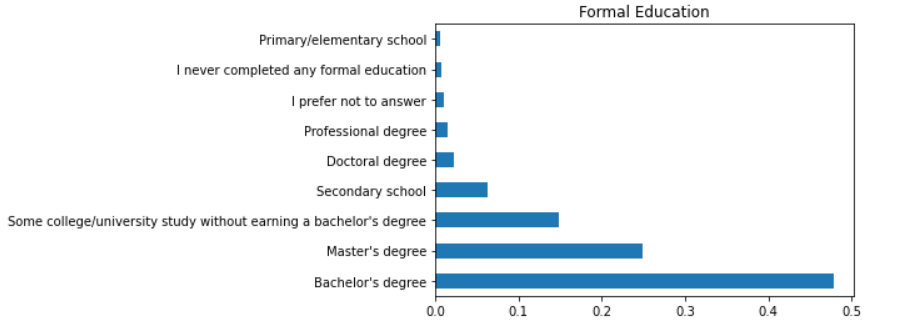 Formal Education
Primary/elementary school
I never completed any formal education
I prefer not to answer
Professional degree
Doctoral degree
Secondary school
Some college/university study without earning a bachelor's degree
Master's degree
Bachelor's degree
0.0 0.1 0.2 0.3 0.4 0.5